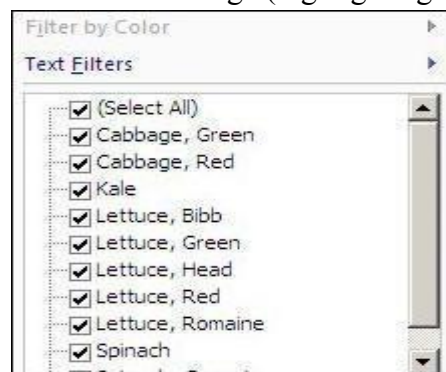 Filter by Color
Text Filters
(Select All)
Cabbage, Green
Cabbage, Red
Kale
Lettuce, Bibb
Lettuce, Green
Lettuce, Head
Lettuce, Red
Lettuce, Romaine
Spinach